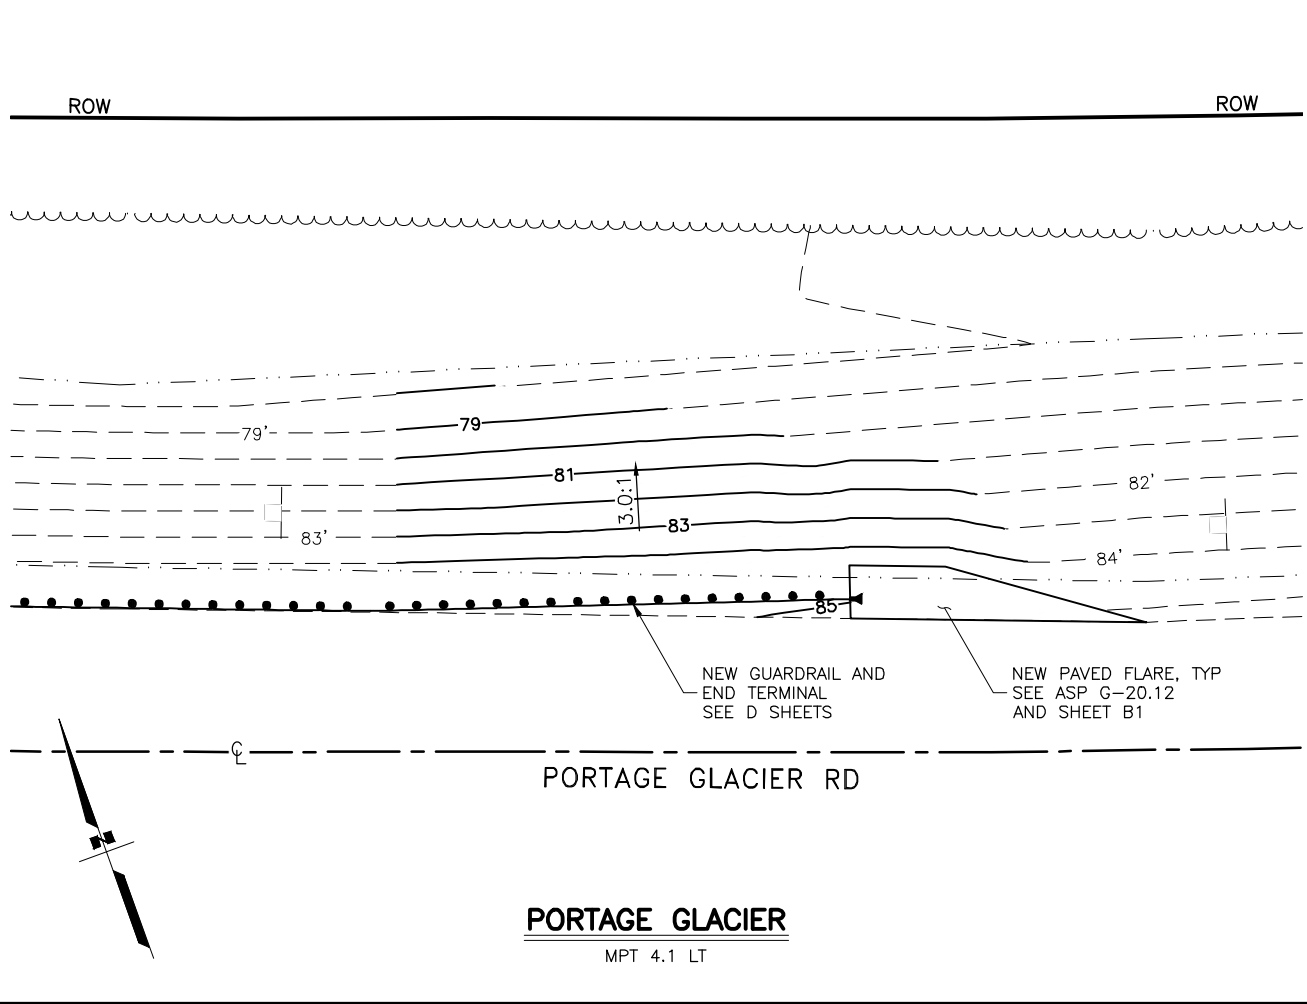 ROW
ROW
79'
79
81
82'
3.0:1
83'
83
84'
85
NEW GUARDRAIL AND
END TERMINAL
SEE D SHEETS
NEW PAVED FLARE, TYP
SEE ASP G-20.12
AND SHEET B1
℄
PORTAGE GLACIER RD
N
PORTAGE GLACIER
MPT 4.1 LT